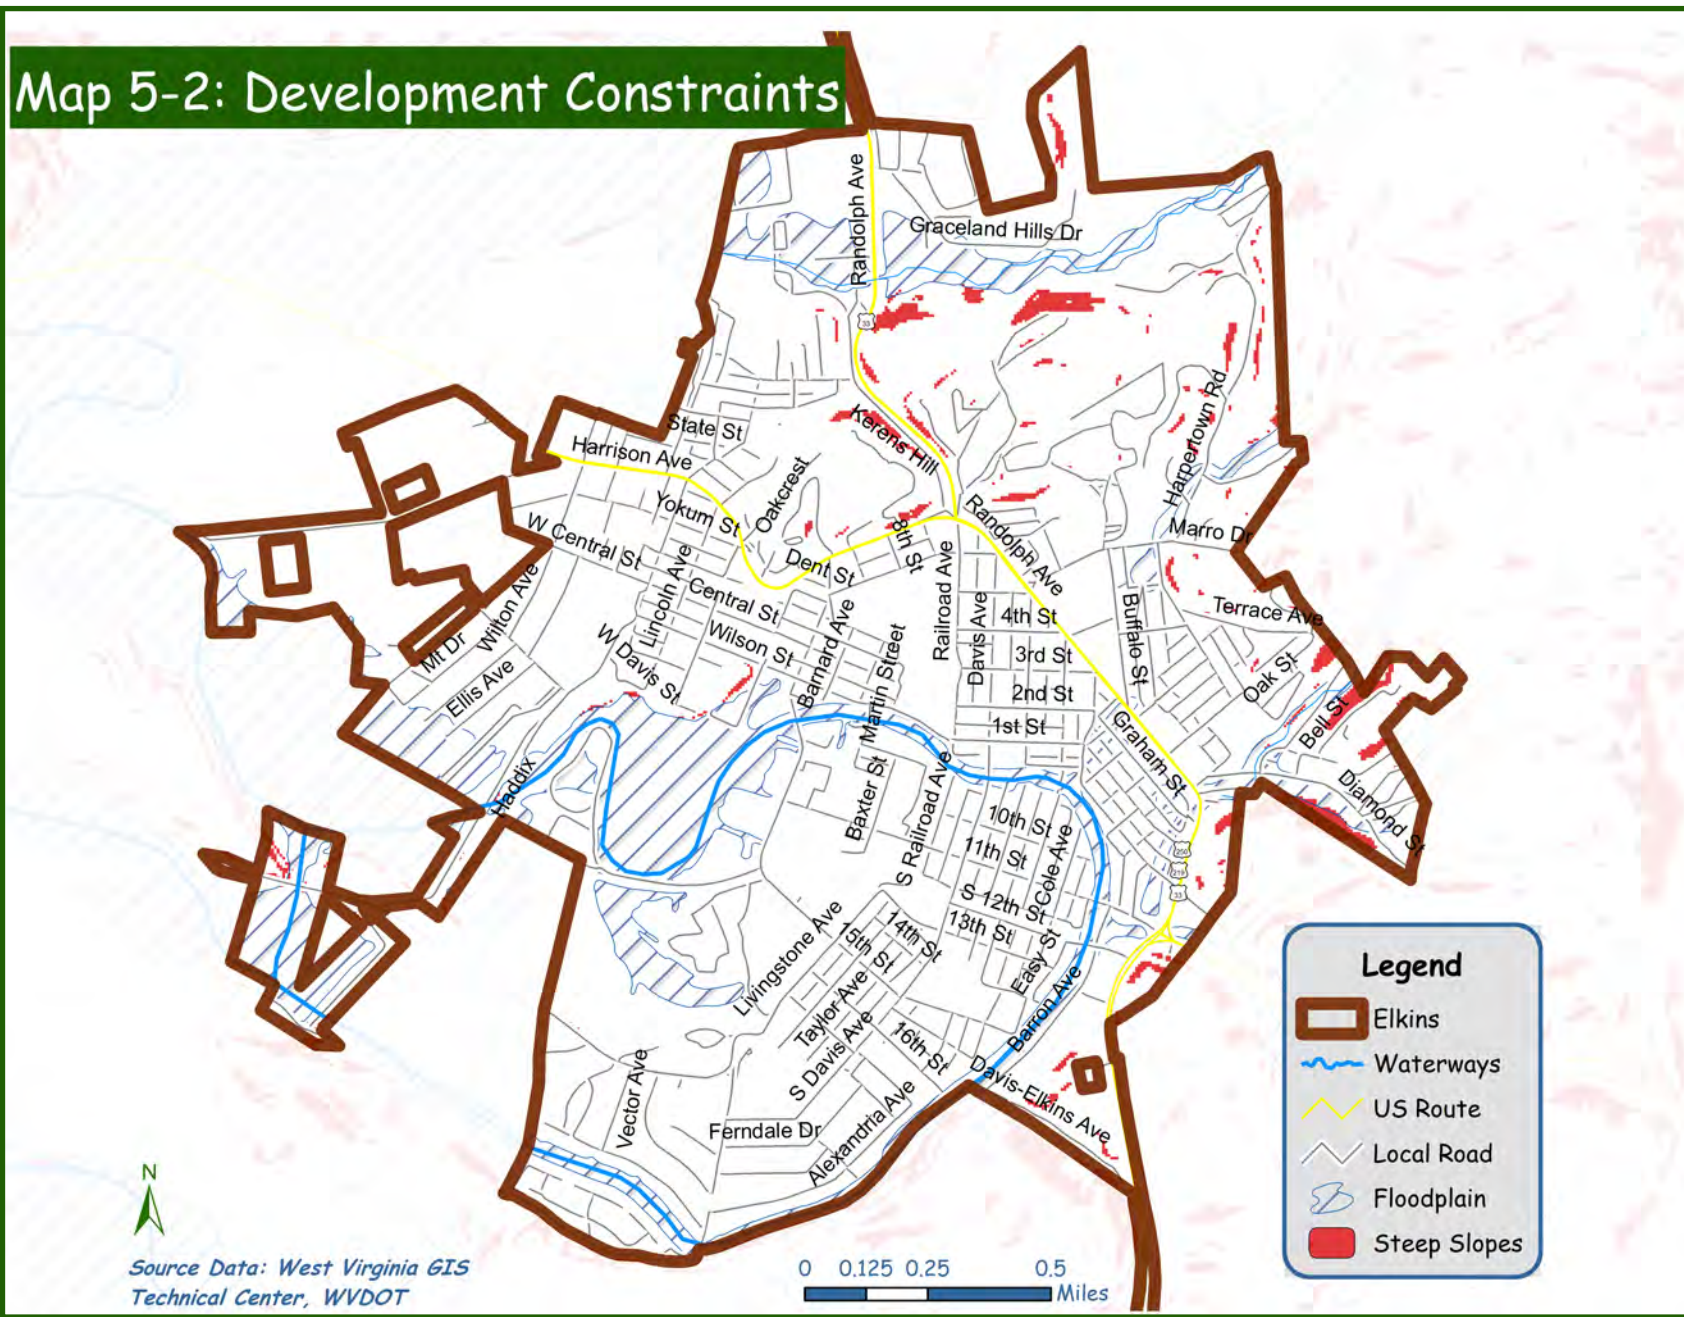 Map 5-2: Development Constraints
Randolph Ave
Graceland Hills Dr
33
Harpertown Rd
State St
Harrison Ave
Kerens Hill
Yokum St
Oakcrest
Randolph Ave
Marro Dr
W Central St
8th St
Dent St
Railroad Ave
Davis Ave
Lincoln Ave
Central St
Wilton Ave
Wilson St
Barnard Ave
Martin Street
4th St
3rd St
2nd St
1st St
Buffalo St
Terrace Ave
Oak St
Bell St
Mt Dr
Ellis Ave
W Davis St
Graham St
Haddix
Diamond St
Baxter St
S Railroad Ave
10th St
11th St
Cole Ave
S 12th St
13th St
250
219
33
Livingstone Ave
14th St
15th St
Easy St
Taylor Ave
Barron Ave
S Davis Ave
16th St
Davis-Elkins Ave
Vector Ave
Ferndale Dr
Alexandria Ave
Legend
Elkins
Waterways
US Route
Local Road
Floodplain
Steep Slopes
N
Source Data: West Virginia GIS
Technical Center, WVDOT
0 0.125 0.25 0.5
Miles